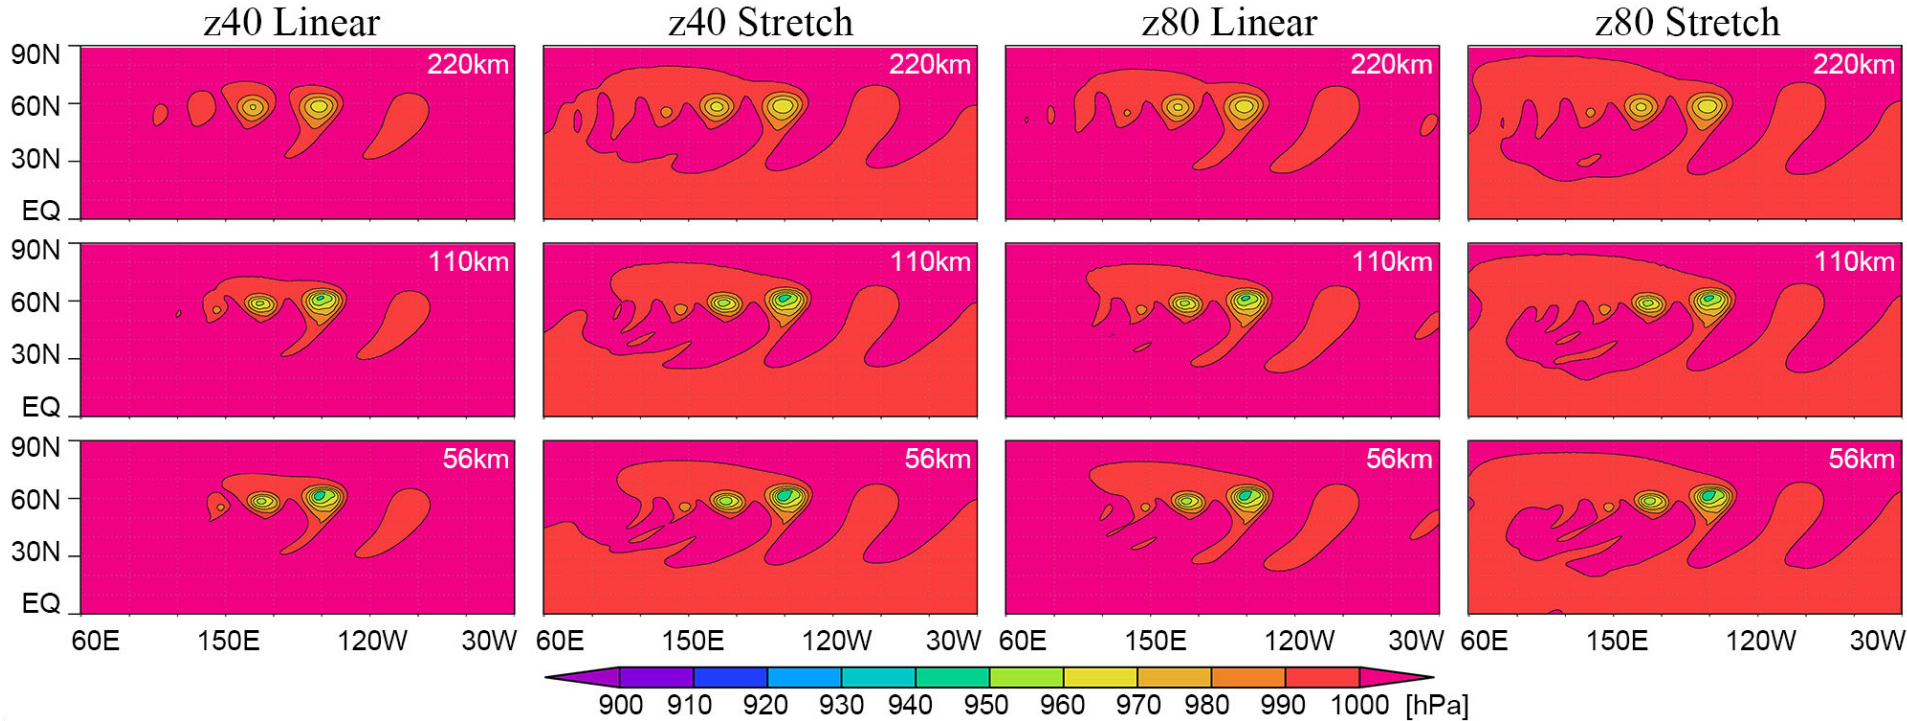 z40 Linear z40 Stretch z80 Linear z80 Stretch
90N 220km 220km 220km 220km
60N
30N
EQ
90N 110km 110km 110km 110km
60N
30N
EQ
90N 56km 56km 56km 56km
60N
30N
EQ
60E 150E 120W 30W 60E 150E 120W 30W 60E 150E 120W 30W 60E 150E 120W 30W
900 910 920 930 940 950 960 970 980 990 1000 [hPa]